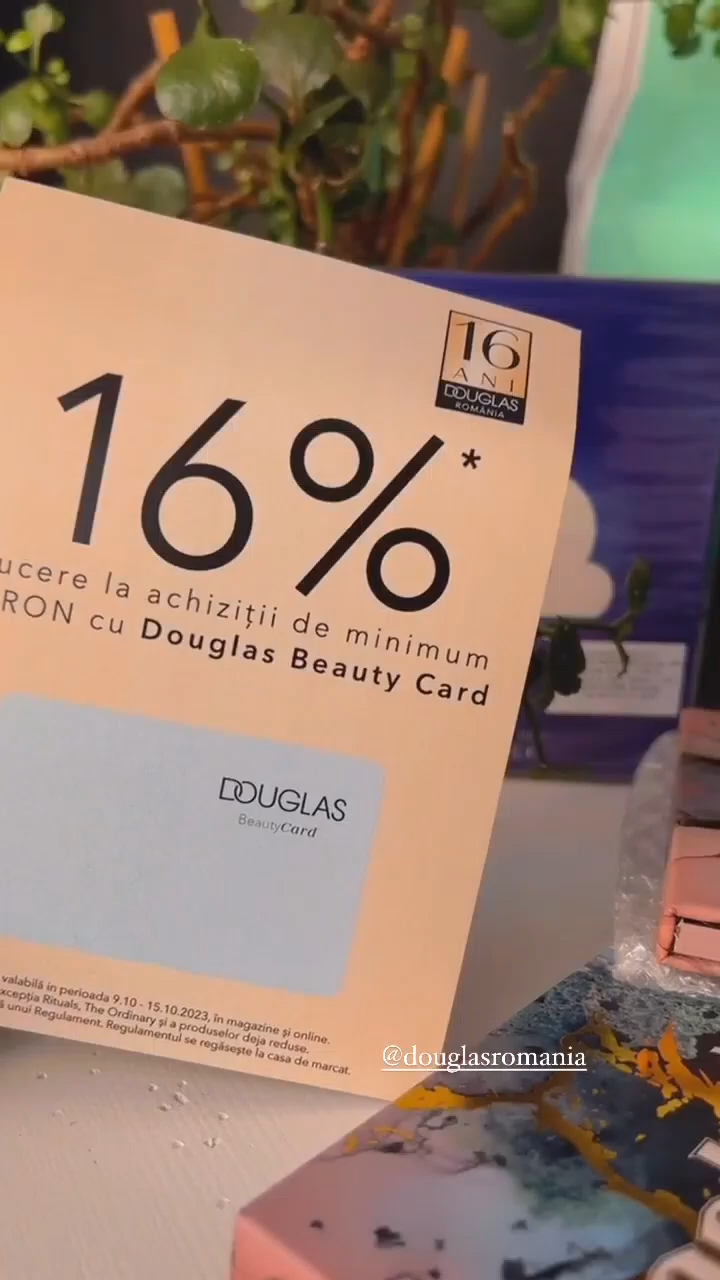 16
ANI
DOUGLAS
ROMÂNIA
16%*
ucere la achiziții de minimum
RON cu Douglas Beauty Card
DOUGLAS
BeautyCard
valabilă in perioada 9.10 - 15.10.2023, în magazine și online.
xcepția Rituals, The Ordinary și a produselor deja reduse.
unui Regulament. Regulamentul se regăsește la casa de marcat.
@douglasromania